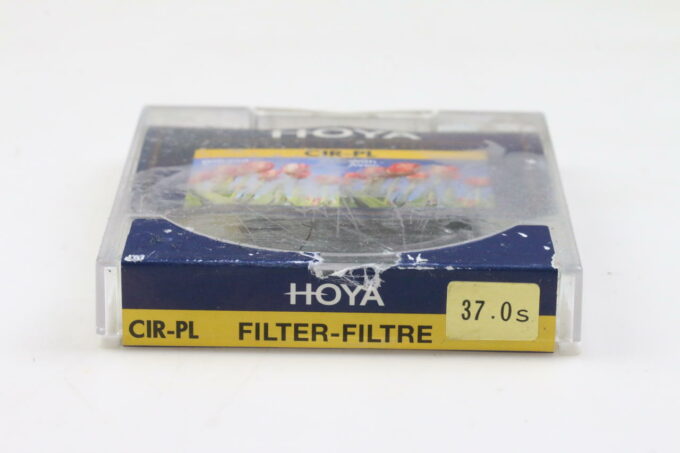 HOYA
CIR-PL
HOYA
37.0s
CIR-PL FILTER-FILTRE